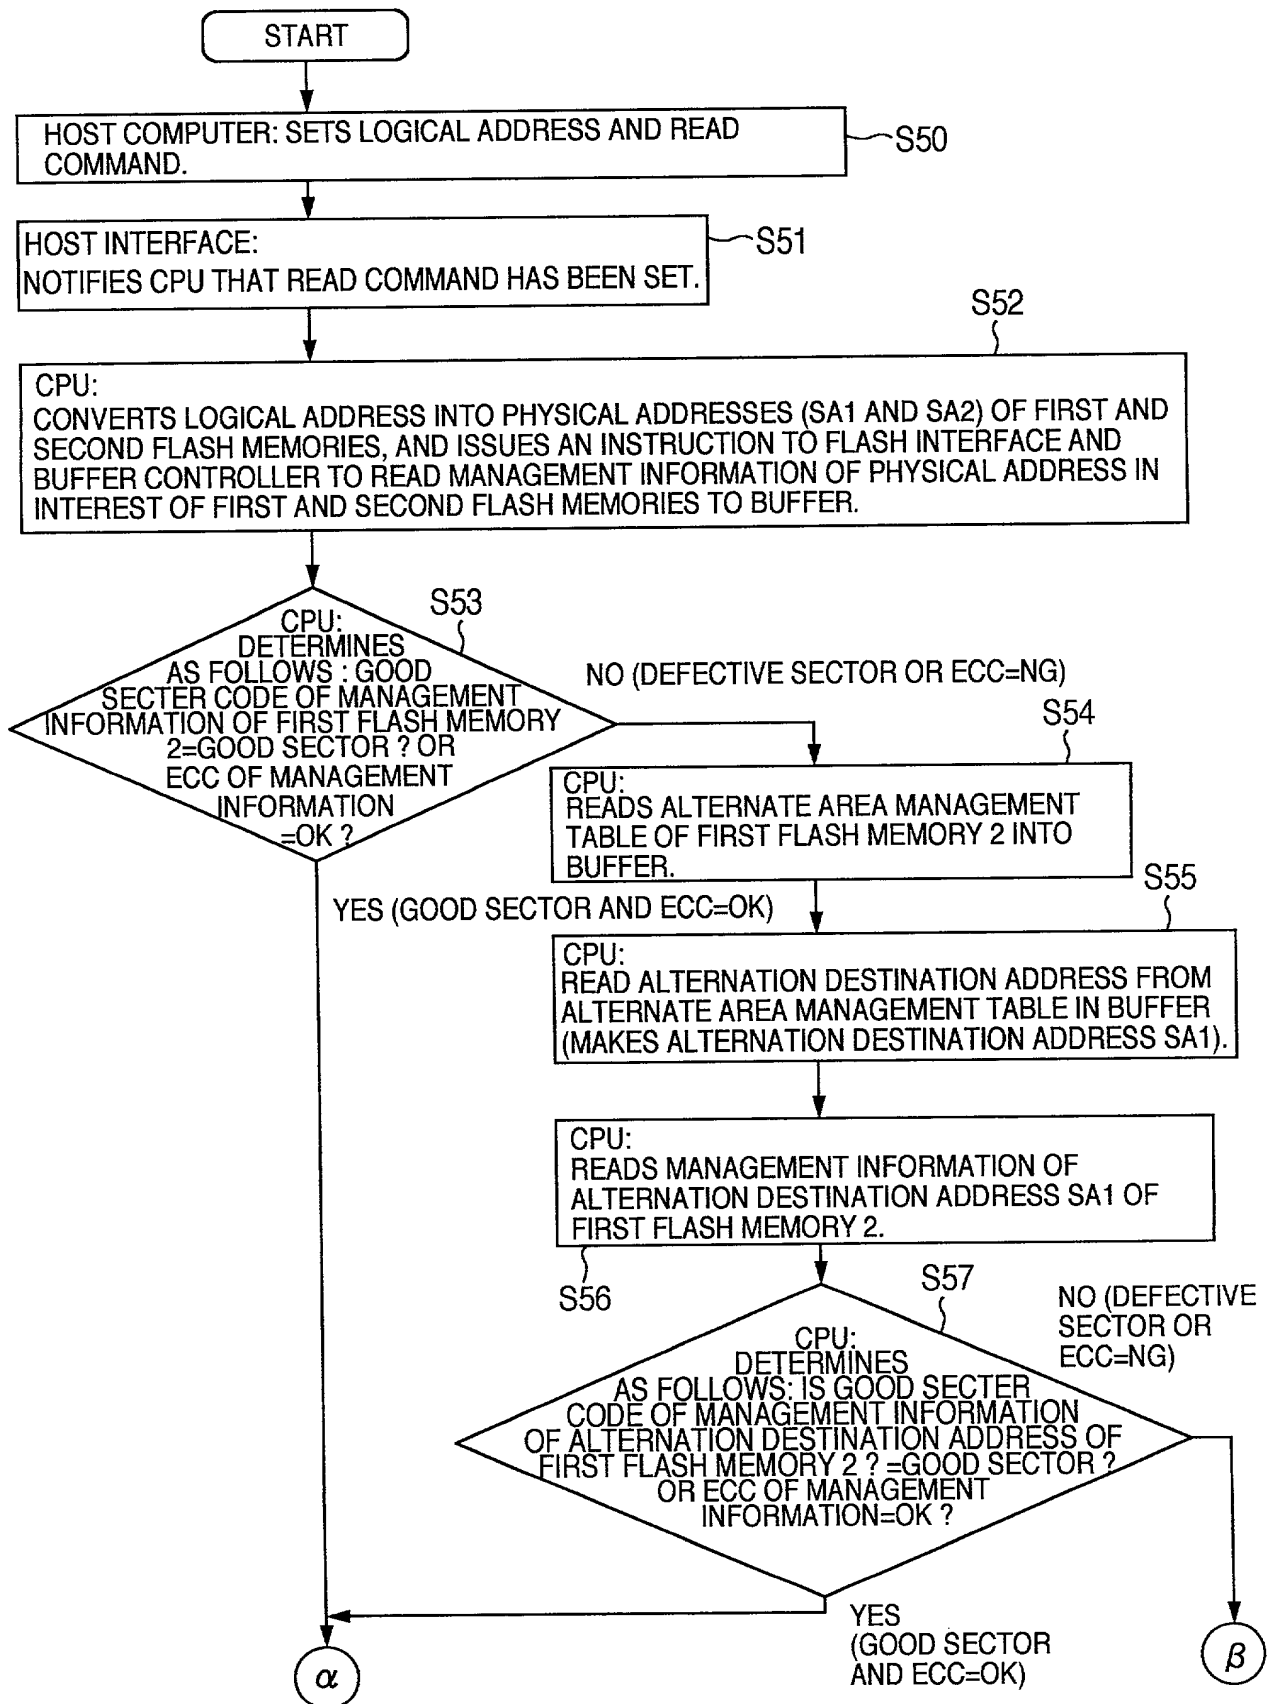 START
HOST COMPUTER: SETS LOGICAL ADDRESS AND READ
COMMAND.
S50
HOST INTERFACE:
NOTIFIES CPU THAT READ COMMAND HAS BEEN SET.
S51
S52
CPU:
CONVERTS LOGICAL ADDRESS INTO PHYSICAL ADDRESSES (SA1 AND SA2) OF FIRST AND
SECOND FLASH MEMORIES, AND ISSUES AN INSTRUCTION TO FLASH INTERFACE AND
BUFFER CONTROLLER TO READ MANAGEMENT INFORMATION OF PHYSICAL ADDRESS IN
INTEREST OF FIRST AND SECOND FLASH MEMORIES TO BUFFER.
S53
CPU:
DETERMINES
AS FOLLOWS : GOOD
SECTER CODE OF MANAGEMENT
INFORMATION OF FIRST FLASH MEMORY
2=GOOD SECTOR ? OR
ECC OF MANAGEMENT
INFORMATION
=OK ?
NO (DEFECTIVE SECTOR OR ECC=NG)
S54
CPU:
READS ALTERNATE AREA MANAGEMENT
TABLE OF FIRST FLASH MEMORY 2 INTO
BUFFER.
YES (GOOD SECTOR AND ECC=OK)
S55
CPU:
READ ALTERNATION DESTINATION ADDRESS FROM
ALTERNATE AREA MANAGEMENT TABLE IN BUFFER
(MAKES ALTERNATION DESTINATION ADDRESS SA1).
CPU:
READS MANAGEMENT INFORMATION OF
ALTERNATION DESTINATION ADDRESS SA1 OF
FIRST FLASH MEMORY 2.
S56
S57
NO (DEFECTIVE
SECTOR OR
ECC=NG)
CPU:
DETERMINES
AS FOLLOWS: IS GOOD SECTER
CODE OF MANAGEMENT INFORMATION
OF ALTERNATION DESTINATION ADDRESS OF
FIRST FLASH MEMORY 2 ? =GOOD SECTOR ?
OR ECC OF MANAGEMENT
INFORMATION=OK ?
YES
(GOOD SECTOR
AND ECC=OK)
α
β